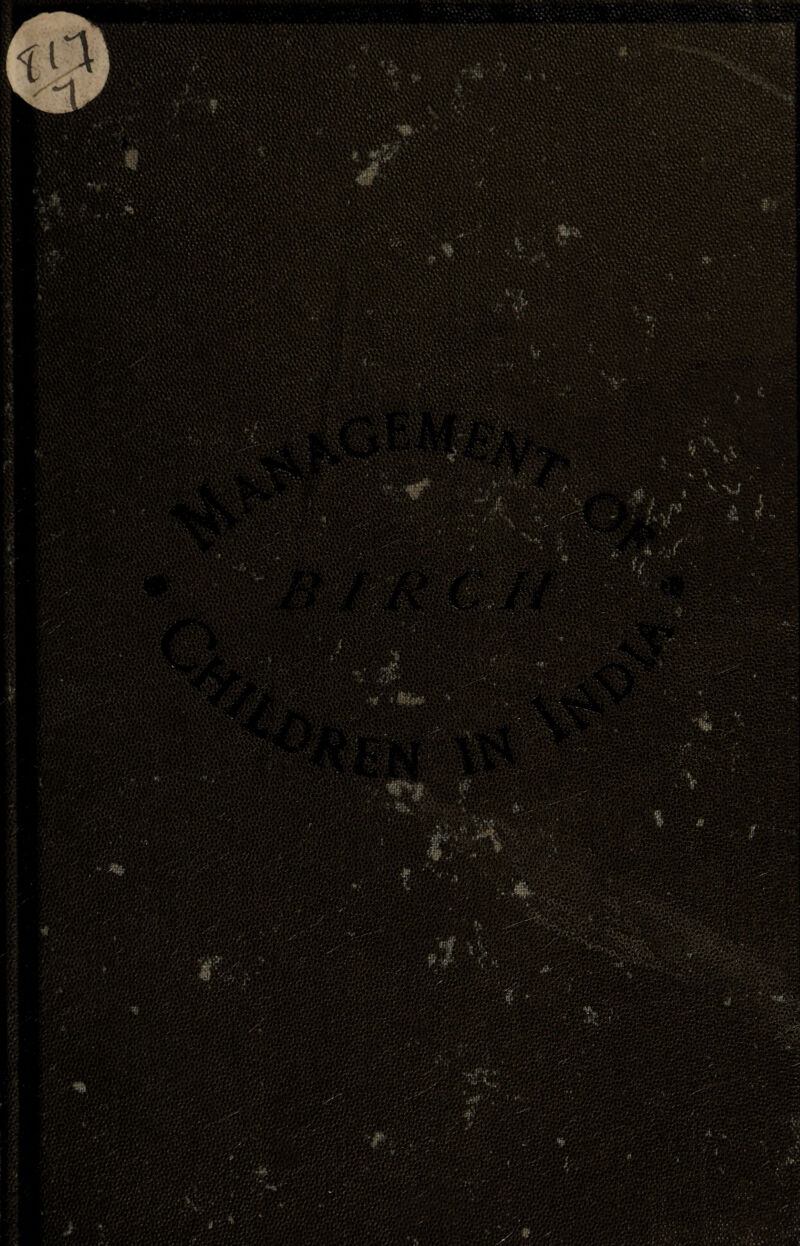 817
7
MANAGEMENT OF
BIRCH
CHILDREN IN INDIA